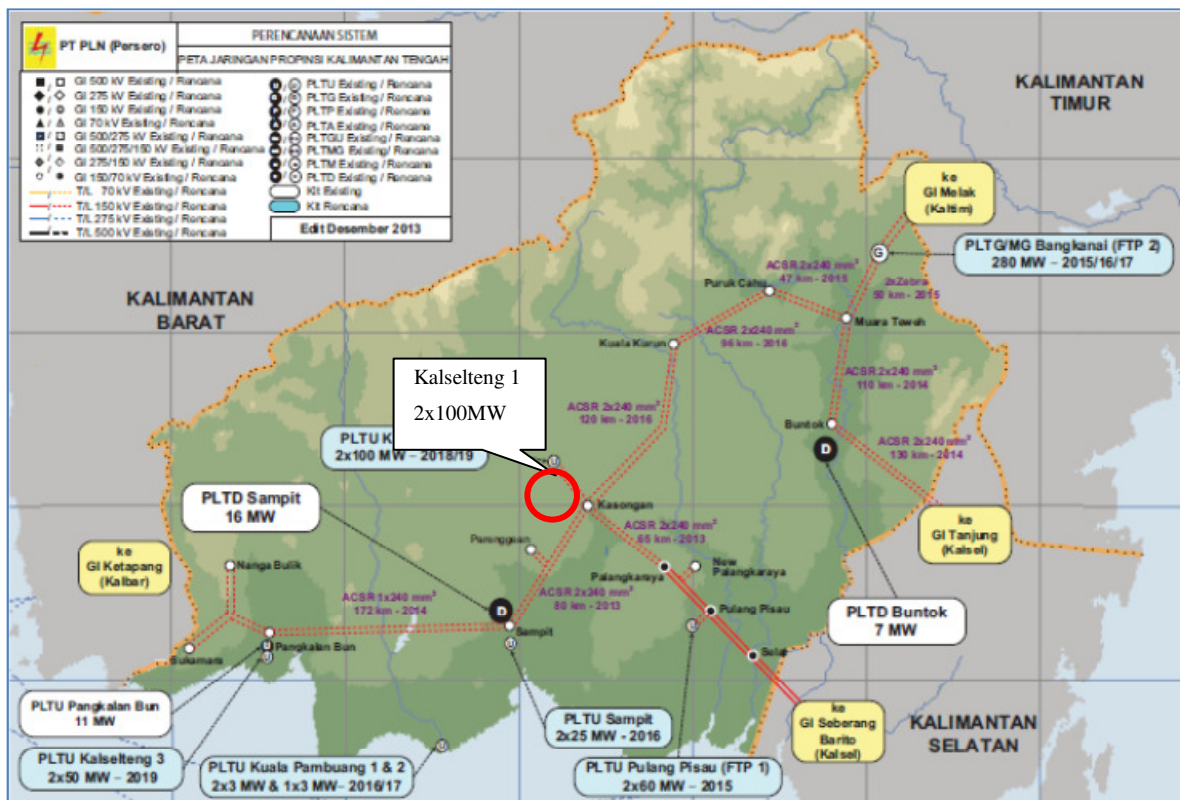 PT PLN (Persero)
PERENCANAAN SISTEM
PETA JARINGAN PROPINSI KALIMANTAN TENGAH
GI 500 kV Existing / Rencana
GI 275 kV Existing / Rencana
GI 150 kV Existing / Rencana
GI 70 kV Existing / Rencana
GI 500/275 kV Existing / Rencana
GI 500/275/150 kV Existing / Rencana
GI 275/150 kV Existing / Rencana
GI 150/70 kV Existing / Rencana
T/L 70 kV Existing / Rencana
T/L 150 kV Existing / Rencana
T/L 275 kV Existing / Rencana
T/L 500 kV Existing / Rencana
PLTU Existing / Rencana
PLTG Existing / Rencana
PLTP Existing / Rencana
PLTA Existing / Rencana
PLTGU Existing / Rencana
PLTMG Existing / Rencana
PLTM Existing / Rencana
PLTD Existing / Rencana
Kit Existing
Kit Rencana
Edit Desember 2013
KALIMANTAN
TIMUR
ke
GI Melak
(Kaltim)
G
PLTG/MG Bangkanai (FTP 2)
280 MW – 2015/16/17
KALIMANTAN
BARAT
ACSR 2x240 mm²
47 km - 2015
Puruk Cahu
2xZebra
50 km - 2015
Muara Teweh
ACSR 2x240 mm²
96 km - 2016
Kuala Kurun
Kalselteng 1
2x100MW
ACSR 2x240 mm²
110 km - 2014
ACSR 2x240 mm²
120 km - 2016
Buntok
D
ACSR 2x240 mm²
130 km - 2014
PLTU K
2x100 MW – 2018/19
U
PLTD Sampit
16 MW
Kasongan
ACSR 2x240 mm²
65 km - 2013
ke
GI Tanjung
(Kalsel)
ke
GI Ketapang
(Kalbar)
Parenggean
Nanga Bulik
Palangkaraya
New
Palangkaraya
ACSR 1x240 mm²
172 km - 2014
ACSR 2x240 mm²
80 km - 2013
D
Sampit
U
Pulang Pisau
U
PLTD Buntok
7 MW
Sukamara
Pangkalan Bun
U
U
Selat
PLTU Pangkalan Bun
11 MW
PLTU Sampit
2x25 MW - 2016
ke
GI Seberang
Barito
(Kalsel)
KALIMANTAN
SELATAN
PLTU Kalselteng 3
2x50 MW – 2019
U
PLTU Kuala Pambuang 1 & 2
2x3 MW & 1x3 MW– 2016/17
PLTU Pulang Pisau (FTP 1)
2x60 MW – 2015